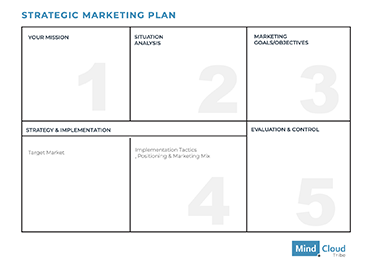 STRATEGIC MARKETING PLAN
YOUR MISSION
1
SITUATION
ANALYSIS
2
MARKETING
GOALS/OBJECTIVES
3
STRATEGY & IMPLEMENTATION
Target Market
Implementation Tactics
, Positioning & Marketing Mix
4
EVALUATION & CONTROL
5
Mind Cloud
Tribe